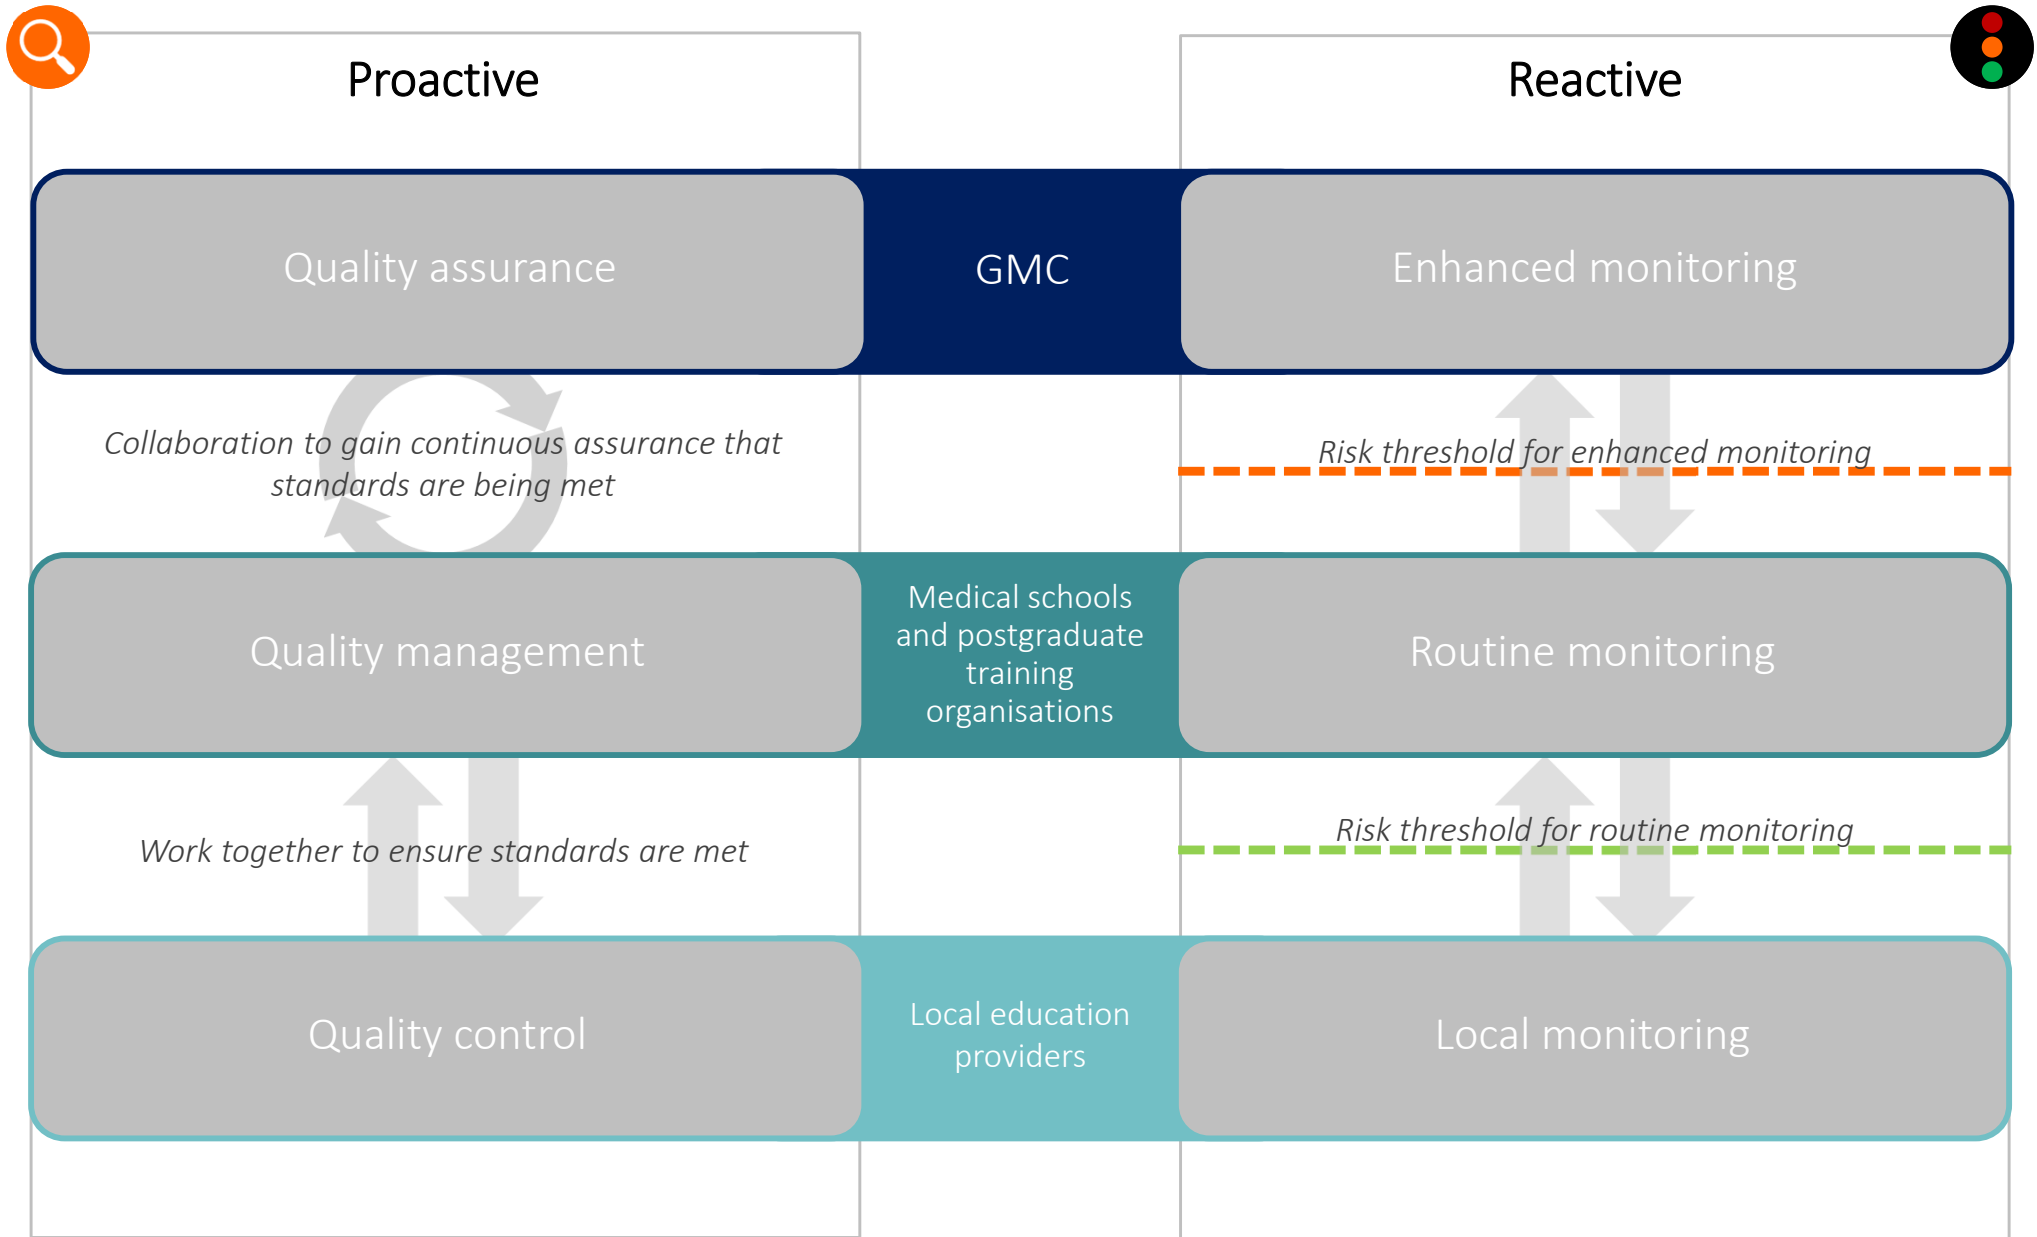 Proactive
Reactive
Quality assurance
GMC
Enhanced monitoring
Collaboration to gain continuous assurance that
standards are being met
Risk threshold for enhanced monitoring
Quality management
Medical schools
and postgraduate
training
organisations
Routine monitoring
Work together to ensure standards are met
Risk threshold for routine monitoring
Quality control
Local education
providers
Local monitoring